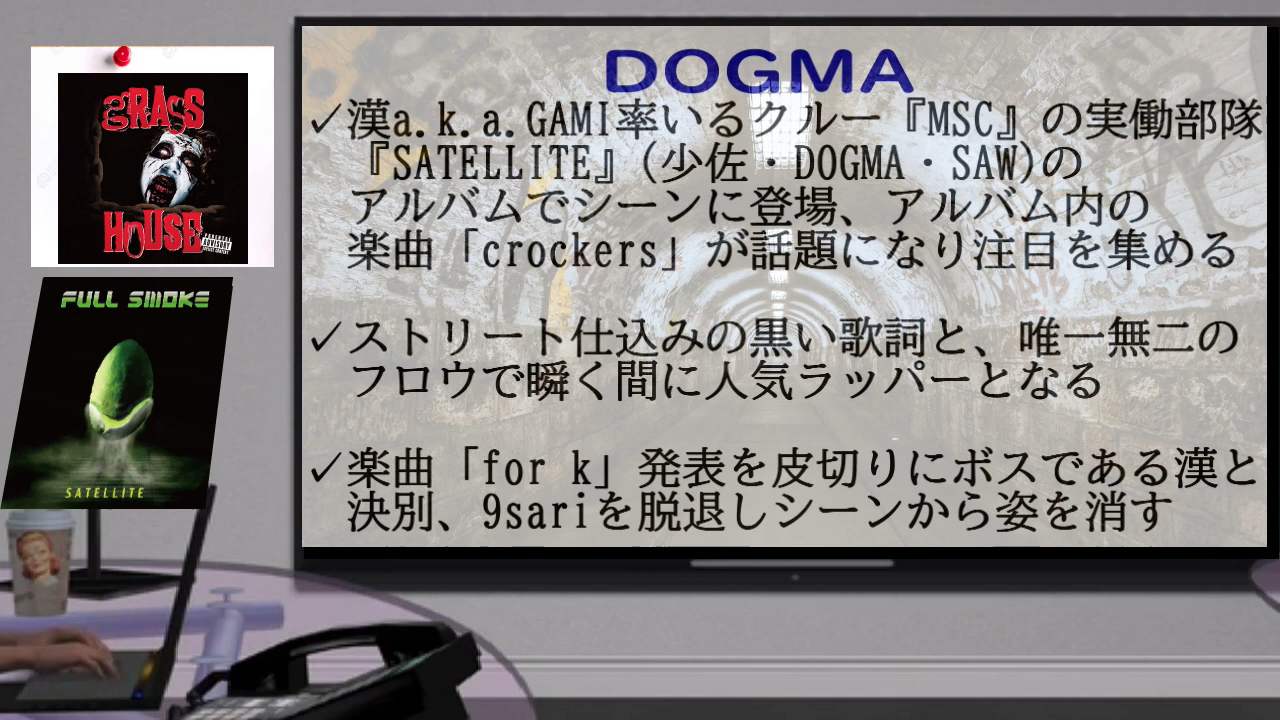 GRASS
HOUSE
PARENTAL
ADVISORY
FULL SMOKE
SATELLITE
DOGMA
✓漢a.k.a.GAMI率いるクルー『MSC』の実働部隊
『SATELLITE』(少佐・DOGMA・SAW)の
アルバムでシーンに登場、アルバム内の
楽曲「crockers」が話題になり注目を集める
✓ストリート仕込みの黒い歌詞と、唯一無二の
フロウで瞬く間に人気ラッパーとなる
✓楽曲「for k」発表を皮切りにボスである漢と
決別、9sariを脱退しシーンから姿を消す